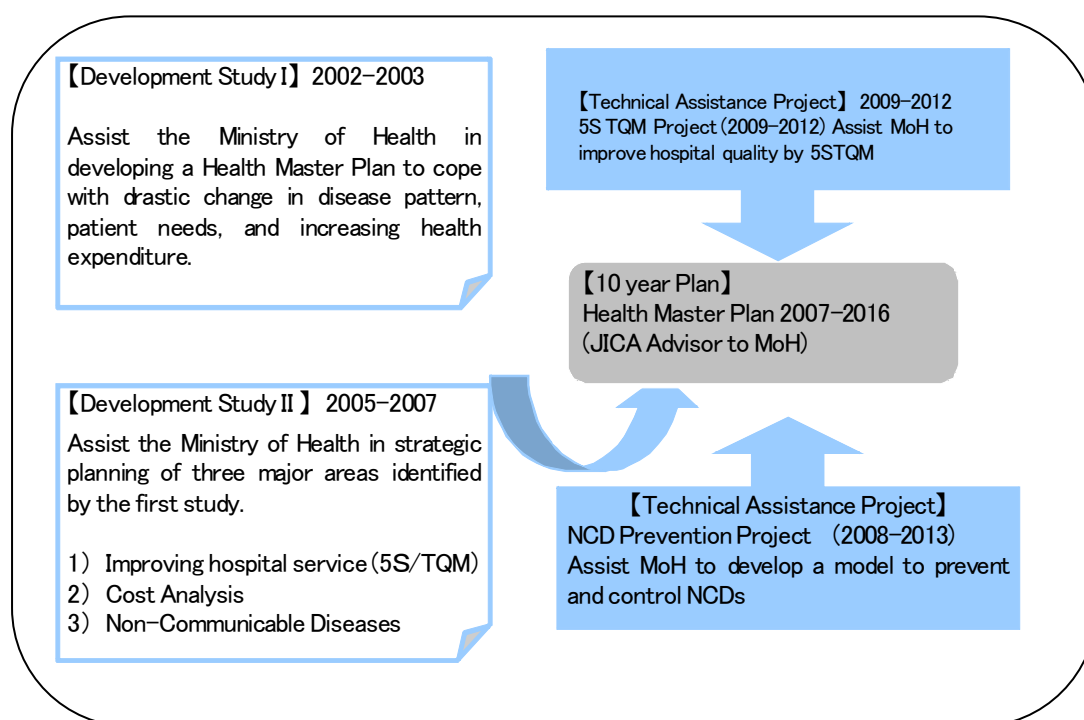 【Development Study I】 2002-2003
Assist the Ministry of Health in
developing a Health Master Plan to cope
with drastic change in disease pattern,
patient needs, and increasing health
expenditure.
【Development Study II 】 2005-2007
Assist the Ministry of Health in strategic
planning of three major areas identified
by the first study.
1) Improving hospital service (5S/TQM)
2) Cost Analysis
3) Non-Communicable Diseases
【Technical Assistance Project】 2009-2012
5S TQM Project (2009-2012) Assist MoH to
improve hospital quality by 5STQM
【10 year Plan】
Health Master Plan 2007-2016
(JICA Advisor to MoH)
【Technical Assistance Project】
NCD Prevention Project (2008-2013)
Assist MoH to develop a model to prevent
and control NCDs